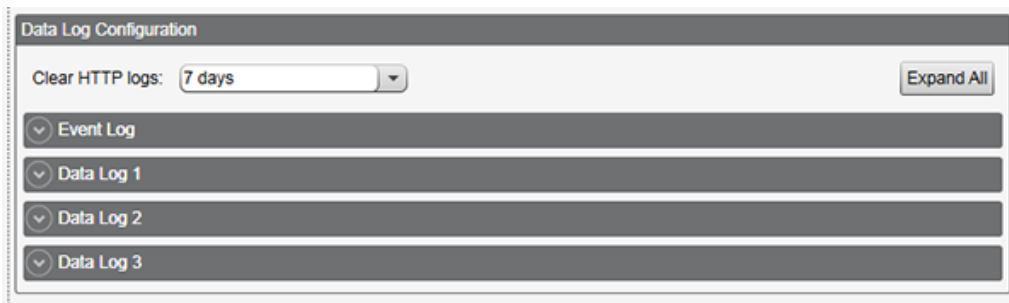 Data Log Configuration
Clear HTTP logs: 7 days Expand All
Event Log
Data Log 1
Data Log 2
Data Log 3